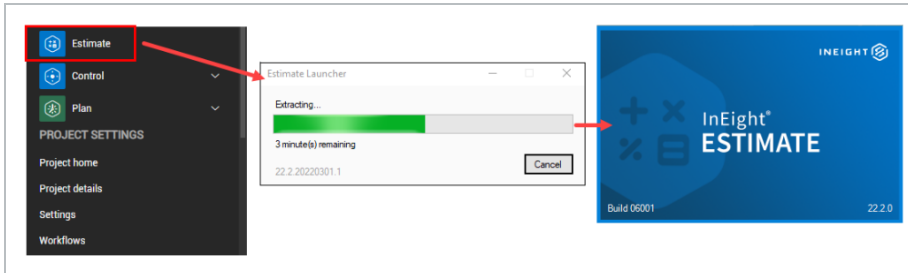 Estimate
Control
Plan
PROJECT SETTINGS
Project home
Project details
Settings
Workflows
Estimate Launcher
Extracting...
3 minute(s) remaining
22.2.20220301.1
Cancel
INEIGHT
InEight®
ESTIMATE
Build 06001
22.2.0